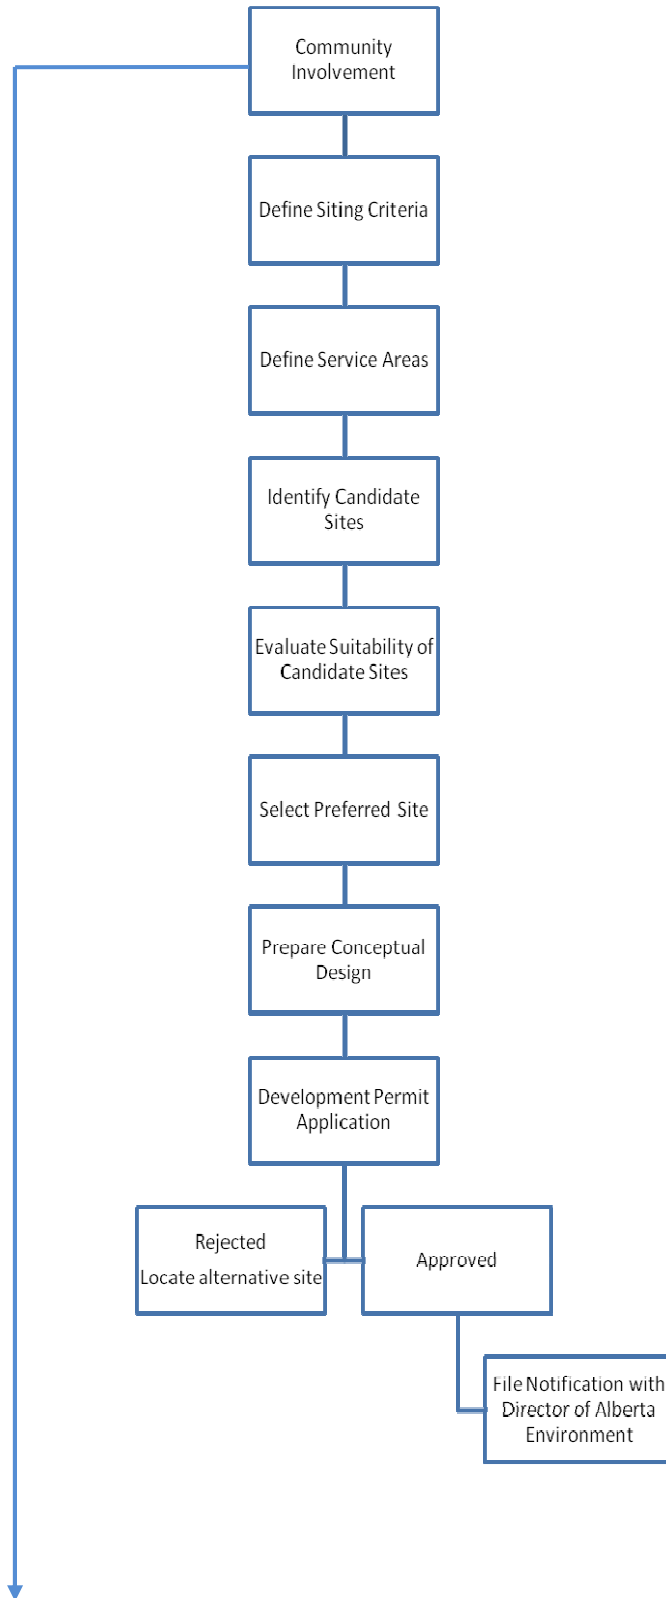 Community
Involvement
Define Siting Criteria
Define Service Areas
Identify Candidate
Sites
Evaluate Suitability of
Candidate Sites
Select Preferred Site
Prepare Conceptual
Design
Development Permit
Application
Rejected
Locate alternative site
Approved
File Notification with
Director of Alberta
Environment